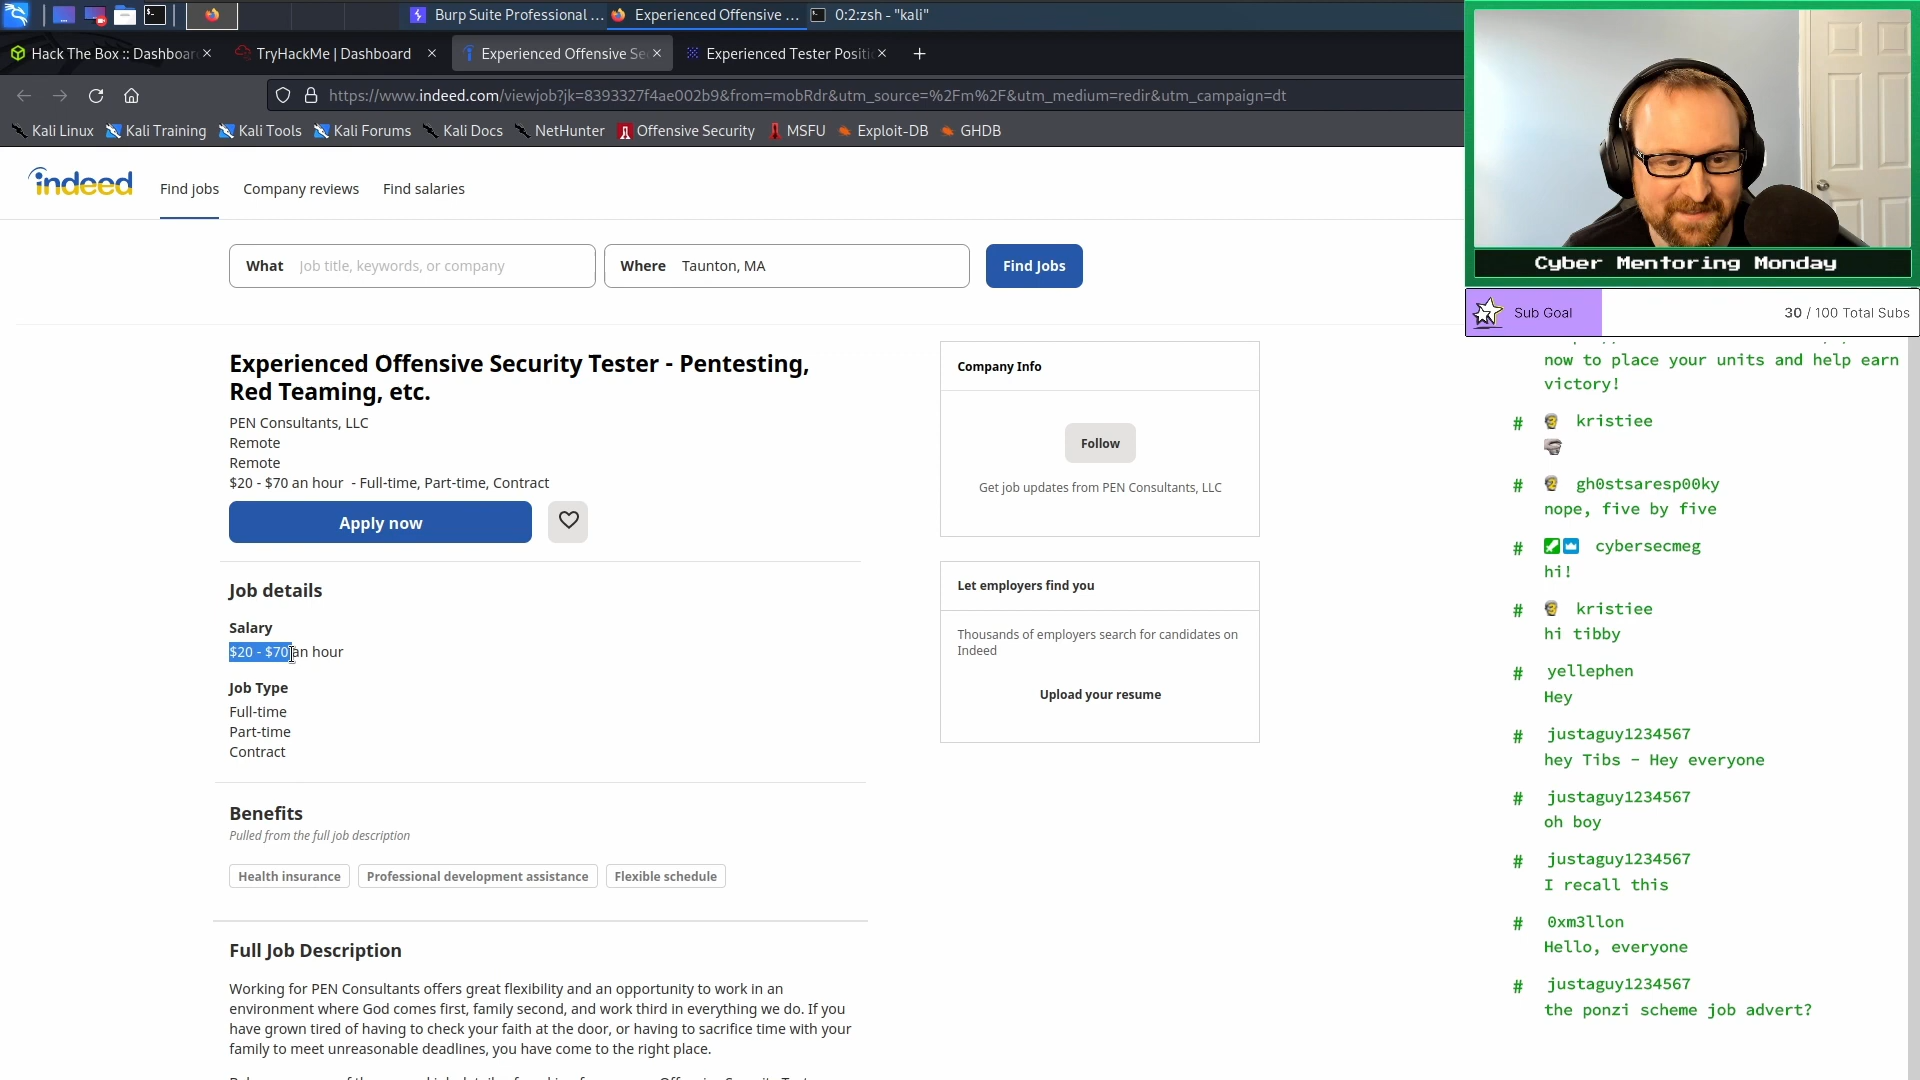 Burp Suite Professional ...
Experienced Offensive ...
0:2:zsh - "kali"
Hack The Box :: Dashboar
TryHackMe | Dashboard
Experienced Offensive Se
Experienced Tester Positi
https://www.indeed.com/viewjob?jk=8393327f4ae002b9&from=mobRdr&utm_source=%2Fm%2F&utm_medium=redir&utm_campaign=dt
Kali Linux
Kali Training
Kali Tools
Kali Forums
Kali Docs
NetHunter
Offensive Security
MSFU
Exploit-DB
GHDB
indeed
Find jobs
Company reviews
Find salaries
What Job title, keywords, or company
Where Taunton, MA
Find Jobs
Experienced Offensive Security Tester - Pentesting,
Red Teaming, etc.
PEN Consultants, LLC
Remote
Remote
$20 - $70 an hour - Full-time, Part-time, Contract
Apply now
Job details
Salary
$20 - $70 an hour
Job Type
Full-time
Part-time
Contract
Benefits
Pulled from the full job description
Health insurance
Professional development assistance
Flexible schedule
Full Job Description
Working for PEN Consultants offers great flexibility and an opportunity to work in an
environment where God comes first, family second, and work third in everything we do. If you
have grown tired of having to check your faith at the door, or having to sacrifice time with your
family to meet unreasonable deadlines, you have come to the right place.
Company Info
Follow
Get job updates from PEN Consultants, LLC
Let employers find you
Thousands of employers search for candidates on
Indeed
Upload your resume
Cyber Mentoring Monday
Sub Goal
30 / 100 Total Subs
now to place your units and help earn
victory!
# kristiee
# gh0stsaresp00ky
nope, five by five
# cybersecmeg
hi!
# kristiee
hi tibby
# yellephen
Hey
# justaguy1234567
hey Tibs - Hey everyone
# justaguy1234567
oh boy
# justaguy1234567
I recall this
# 0xm3llon
Hello, everyone
# justaguy1234567
the ponzi scheme job advert?